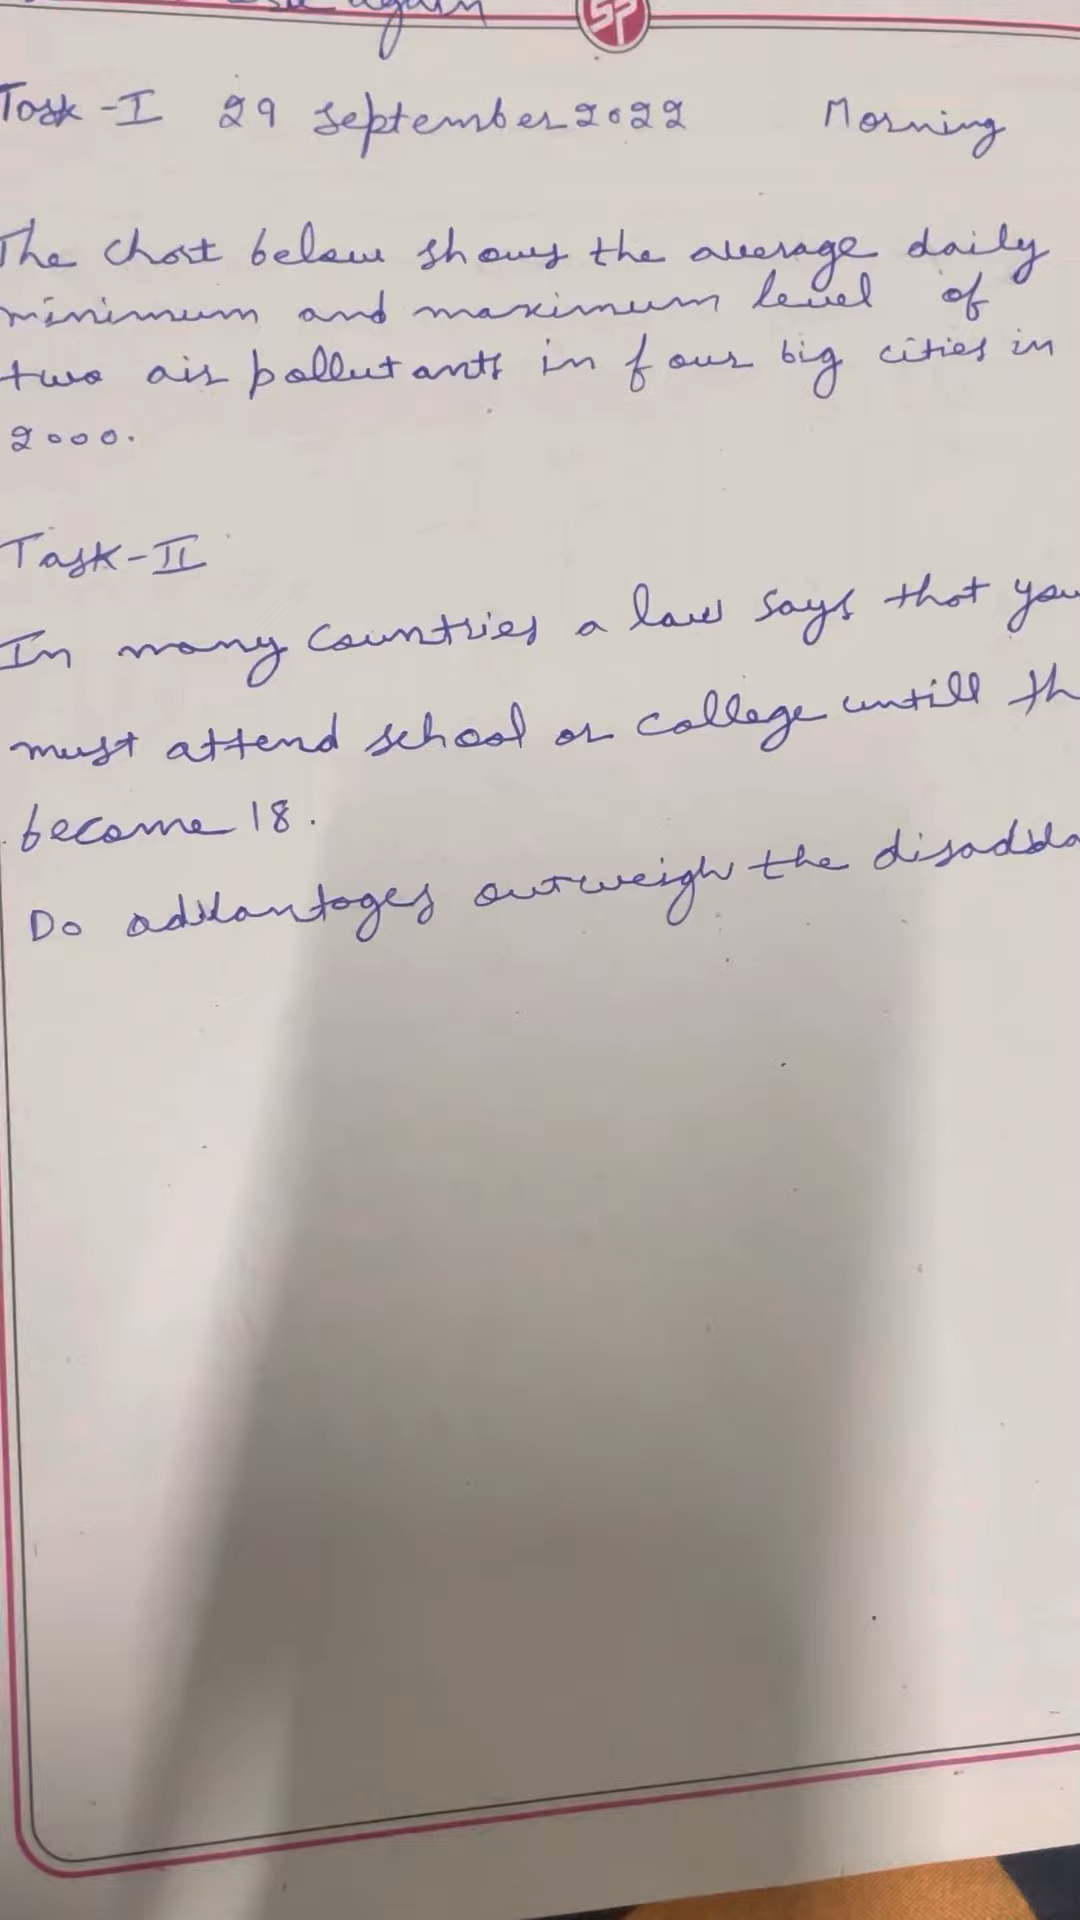 again
SP
Task -I 29 September 2022 Morning
The chart below shows the average daily
minimum and maximum level of
two air pollutants in four big cities in
2000.
Task-II
In many countries a law says that you
must attend school or college untill th
become 18.
Do advantages outweigh the disadva